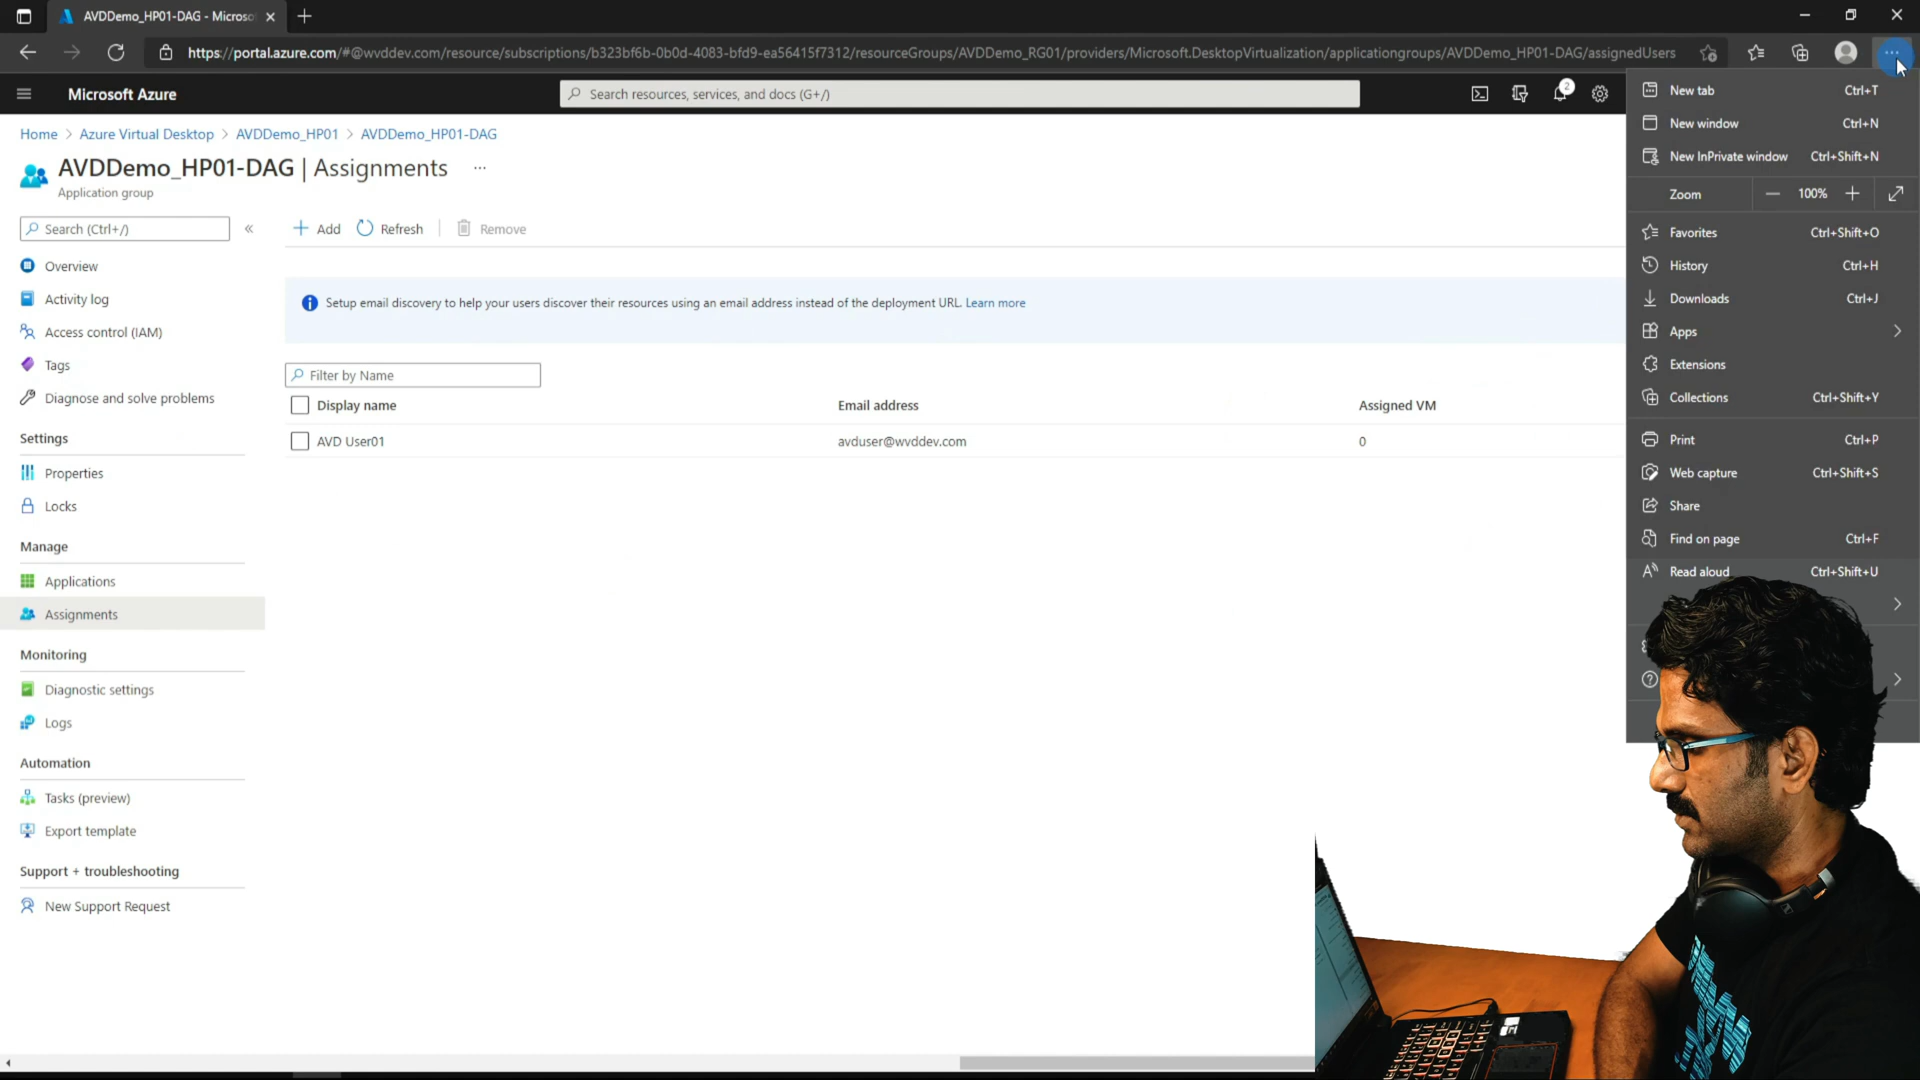 AVDDemo_HP01-DAG - Microso
https://portal.azure.com/#@wvddev.com/resource/subscriptions/b323bf6b-0b0d-4083-bfd9-ea56415f7312/resourceGroups/AVDDemo_RG01/providers/Microsoft.DesktopVirtualization/applicationgroups/AVDDemo_HP01-DAG/assignedUsers
Microsoft Azure
Search resources, services, and docs (G+/)
2
Home > Azure Virtual Desktop > AVDDemo_HP01 > AVDDemo_HP01-DAG
AVDDemo_HP01-DAG | Assignments ...
Application group
Search (Ctrl+/)
«
Overview
Activity log
Access control (IAM)
Tags
Diagnose and solve problems
Settings
Properties
Locks
Manage
Applications
Assignments
Monitoring
Diagnostic settings
Logs
Automation
Tasks (preview)
Export template
Support + troubleshooting
New Support Request
Add Refresh Remove
Setup email discovery to help your users discover their resources using an email address instead of the deployment URL. Learn more
Filter by Name
Display name Email address Assigned VM
AVD User01 avduser@wvddev.com 0
New tab Ctrl+T
New window Ctrl+N
New InPrivate window Ctrl+Shift+N
Zoom 100%
Favorites Ctrl+Shift+O
History Ctrl+H
Downloads Ctrl+J
Apps
Extensions
Collections Ctrl+Shift+Y
Print Ctrl+P
Web capture Ctrl+Shift+S
Share
Find on page Ctrl+F
Read aloud Ctrl+Shift+U